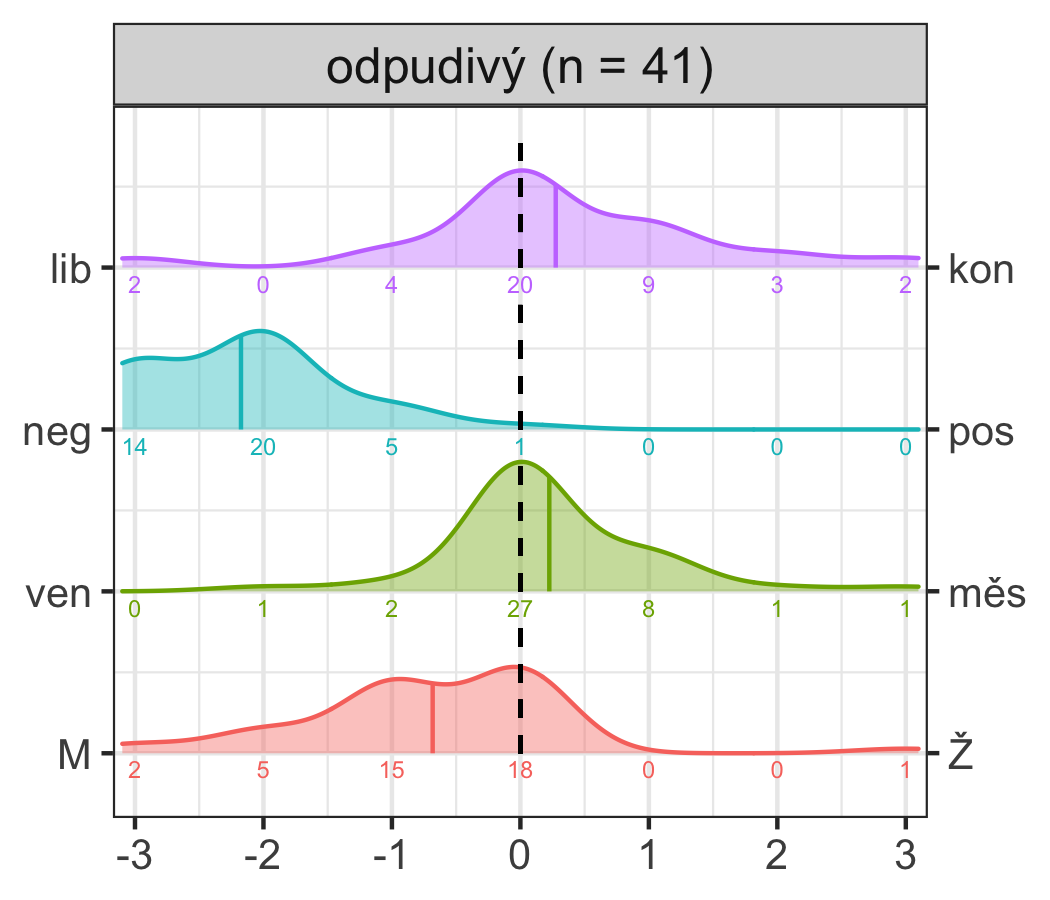 odpudivý (n = 41)
lib kon
2 0 4 20 9 3 2
neg pos
14 20 5 1 0 0 0
ven měs
0 1 2 27 8 1 1
M Ž
2 5 15 18 0 0 1
-3 -2 -1 0 1 2 3